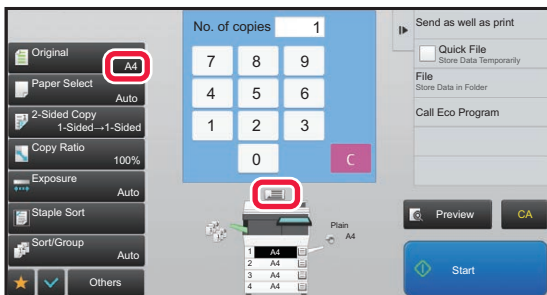 No. of copies 1
Original
A4
Paper Select
Auto
2-Sided Copy
1-Sided→1-Sided
Copy Ratio
100%
Exposure
Auto
Staple Sort
Sort/Group
Auto
Others
7 8 9
4 5 6
1 2 3
0 C
Plain
A4
1 A4
2 A4
3 A4
4 A4
Send as well as print
Quick File
Store Data Temporarily
File
Store Data in Folder
Call Eco Program
Preview
CA
Start